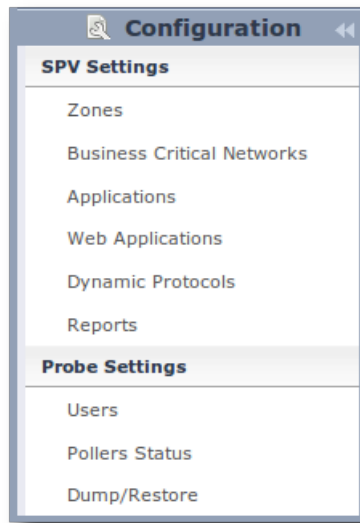 Configuration
SPV Settings
Zones
Business Critical Networks
Applications
Web Applications
Dynamic Protocols
Reports
Probe Settings
Users
Pollers Status
Dump/Restore